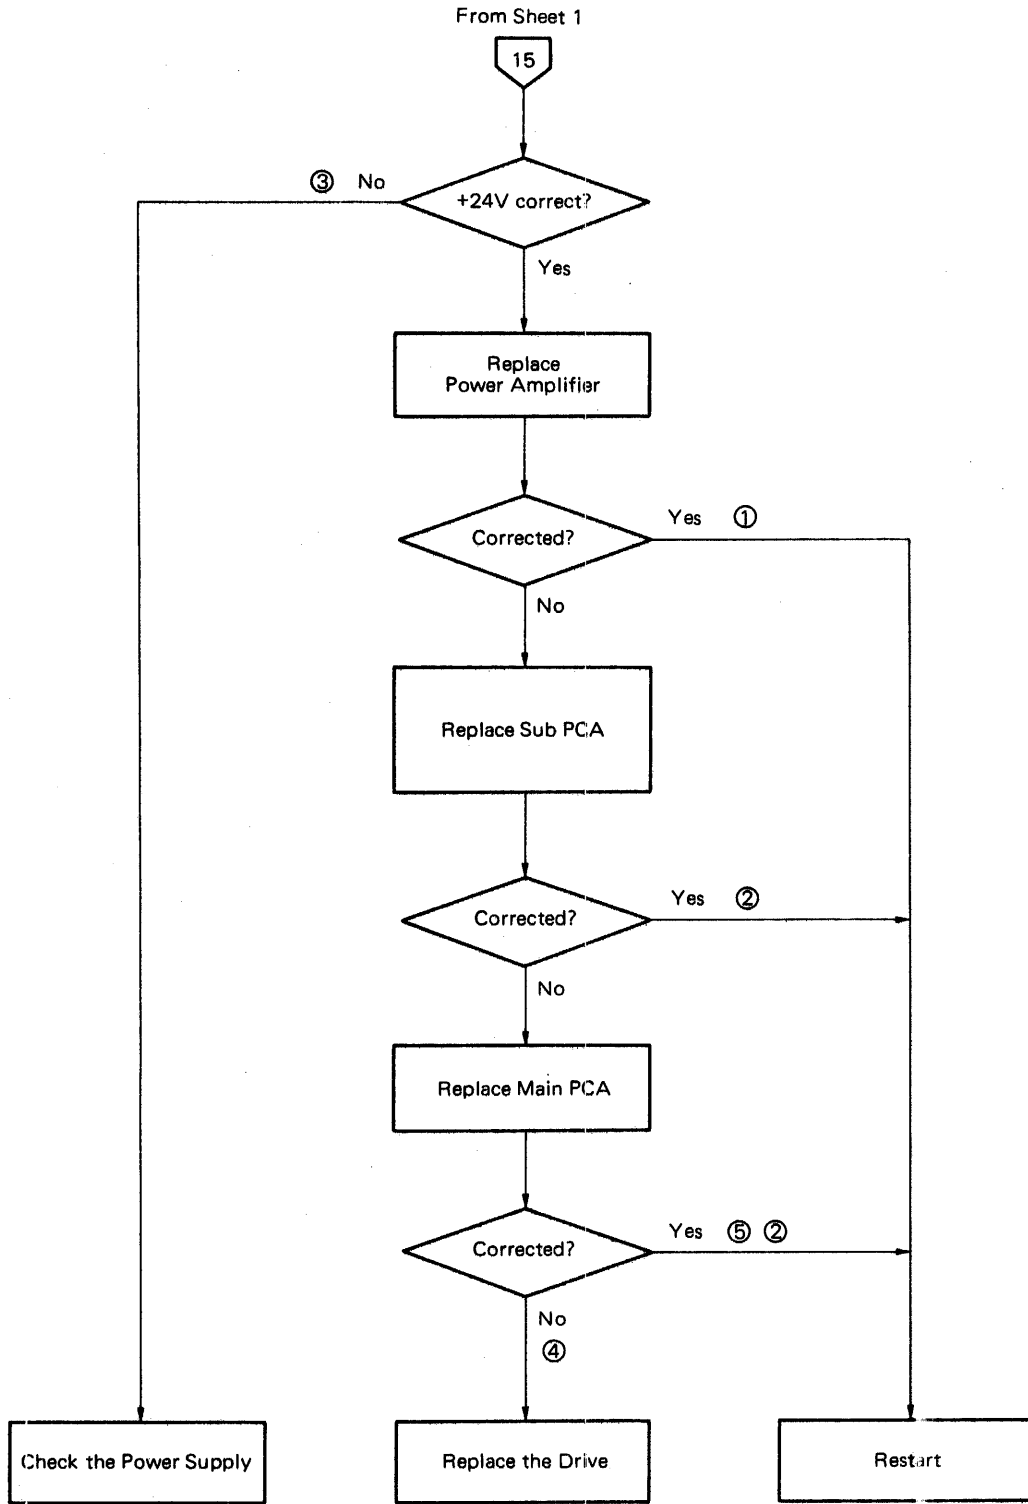 From Sheet 1
15
③ No
+24V correct?
Yes
Replace
Power Amplifier
Corrected?
Yes ①
No
Replace Sub PCA
Corrected?
Yes ②
No
Replace Main PCA
Corrected?
Yes ⑤ ②
No
④
Check the Power Supply
Replace the Drive
Restart